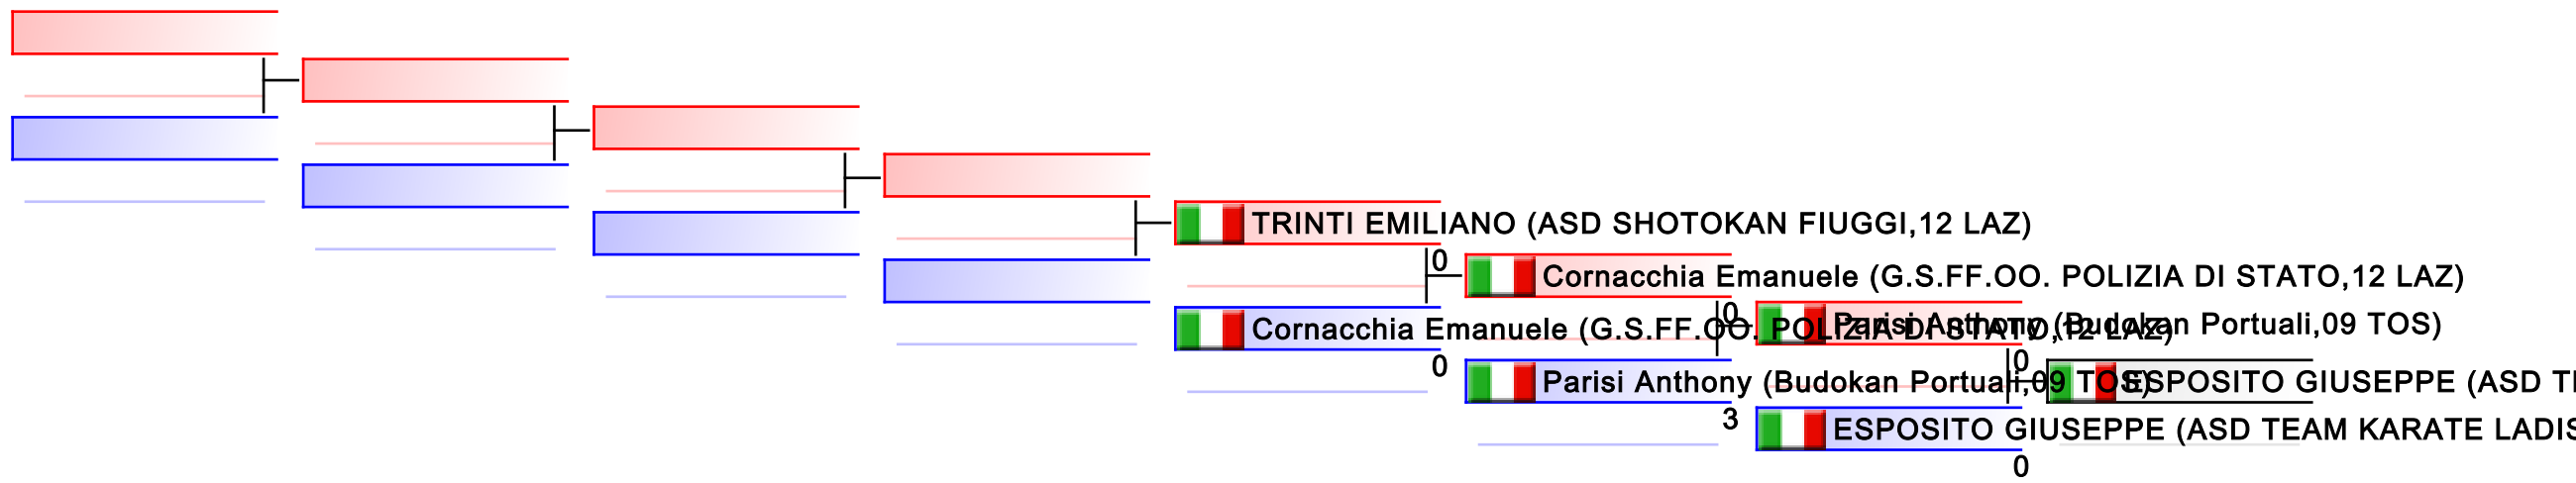 TRINTI EMILIANO (ASD SHOTOKAN FIUGGI,12 LAZ)
0
Cornacchia Emanuele (G.S.FF.OO. POLIZIA DI STATO,12 LAZ)
0
Parisi Anthony (Budokan Portuali,09 TOS)
Cornacchia Emanuele (G.S.FF.OO. POLIZIA DI STATO,12 LAZ)
0
0
Parisi Anthony (Budokan Portuali,09 TOS)
ESPOSITO GIUSEPPE (ASD
3
ESPOSITO GIUSEPPE (ASD TEAM KARATE
0